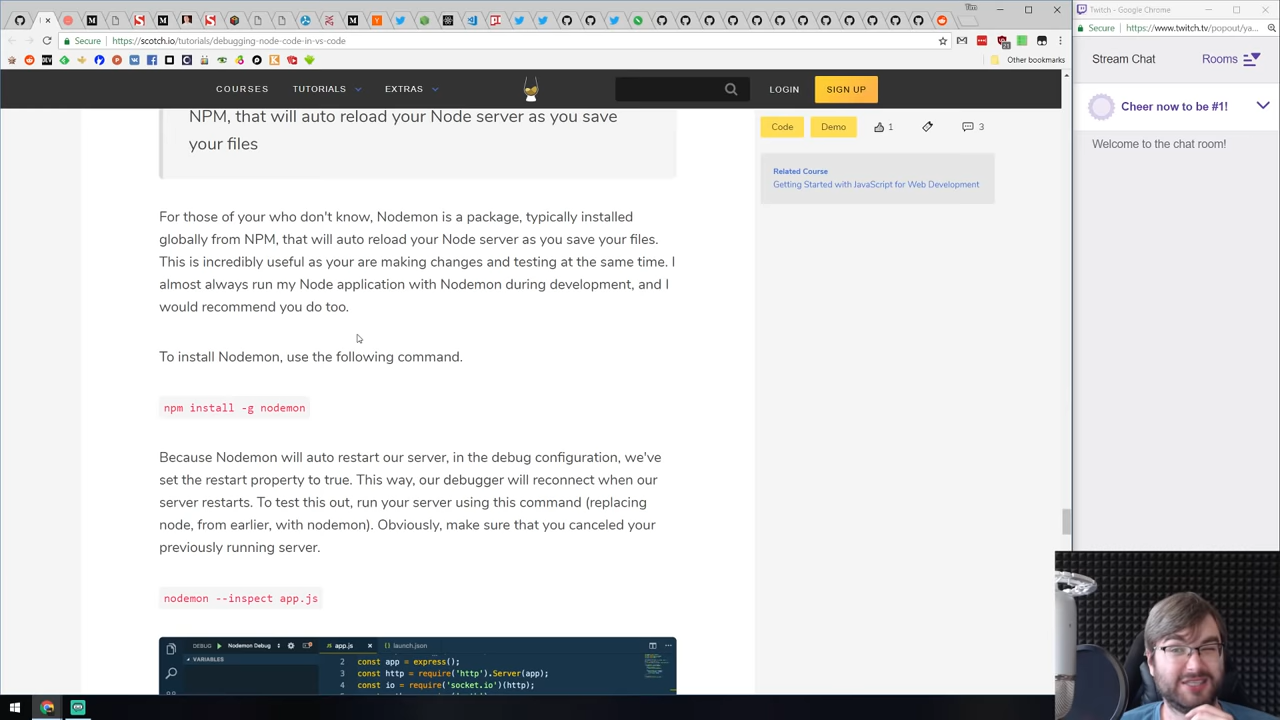 Tim
Secure
https://scotch.io/tutorials/debugging-node-code-in-vs-code
Other bookmarks
COURSES
TUTORIALS
EXTRAS
LOGIN
SIGN UP
NPM, that will auto reload your Node server as you save
your files
For those of your who don't know, Nodemon is a package, typically installed
globally from NPM, that will auto reload your Node server as you save your files.
This is incredibly useful as your are making changes and testing at the same time. I
almost always run my Node application with Nodemon during development, and I
would recommend you do too.
To install Nodemon, use the following command.
npm install -g nodemon
Because Nodemon will auto restart our server, in the debug configuration, we've
set the restart property to true. This way, our debugger will reconnect when our
server restarts. To test this out, run your server using this command (replacing
node, from earlier, with nodemon). Obviously, make sure that you canceled your
previously running server.
nodemon --inspect app.js
DEBUG
Nodemon Debug
app.js
launch.json
VARIABLES
2 const app = express();
3 const http = require('http').Server(app);
4 const io = require('socket.io')(http);
Code
Demo
1
3
Related Course
Getting Started with JavaScript for Web Development
Twitch - Google Chrome
Secure
https://www.twitch.tv/popout/ya...
Stream Chat
Rooms
Cheer now to be #1!
Welcome to the chat room!